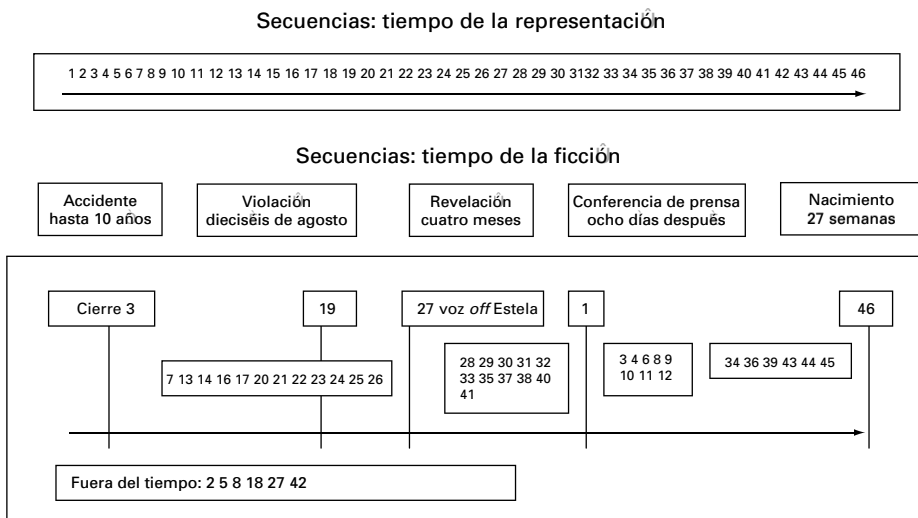 Secuencias: tiempo de la representación
1 2 3 4 5 6 7 8 9 10 11 12 13 14 15 16 17 18 19 20 21 22 23 24 25 26 27 28 29 30 3132 33 34 35 36 37 38 39 40 41 42 43 44 45 46
Secuencias: tiempo de la ficción
Accidente
hasta 10 años
Violación
dieciséis de agosto
Revelación
cuatro meses
Conferencia de prensa
ocho días después
Nacimiento
27 semanas
Cierre 3
19
27 voz off Estela
1
46
7 13 14 16 17 20 21 22 23 24 25 26
28 29 30 31 32
33 35 37 38 40
41
3 4 6 8 9
10 11 12
34 36 39 43 44 45
Fuera del tiempo: 2 5 8 18 27 42